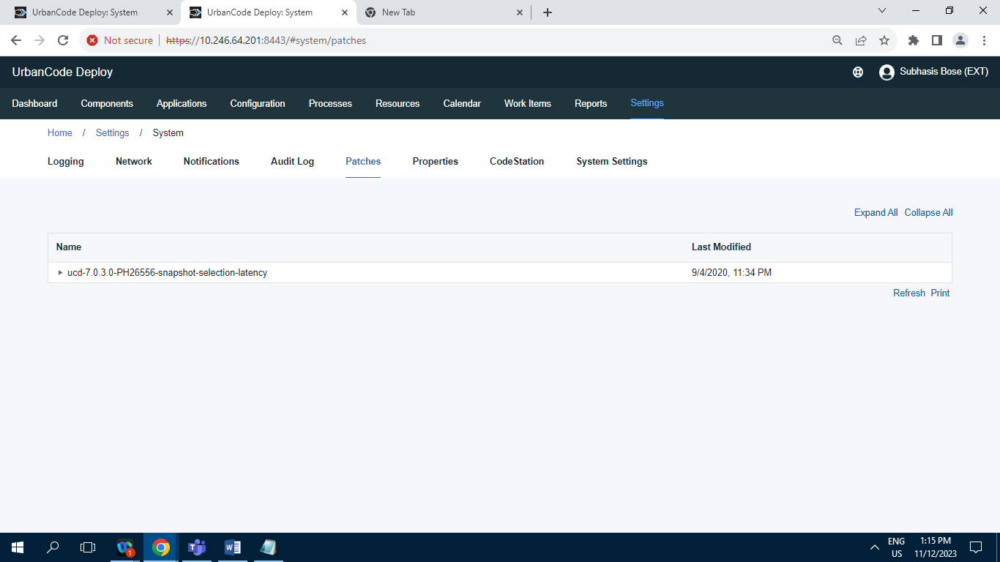 UrbanCode Deploy: System
UrbanCode Deploy: System
New Tab
Not secure
https://10.246.64.201:8443/#system/patches
UrbanCode Deploy
Subhasis Bose (EXT)
Dashboard Components Applications Configuration Processes Resources Calendar Work Items Reports Settings
Home / Settings / System
Logging Network Notifications Audit Log Patches Properties CodeStation System Settings
Expand All Collapse All
Name Last Modified
ucd-7.0.3.0-PH26556-snapshot-selection-latency 9/4/2020, 11:34 PM
Refresh Print
1
ENG
US
1:15 PM
11/12/2023